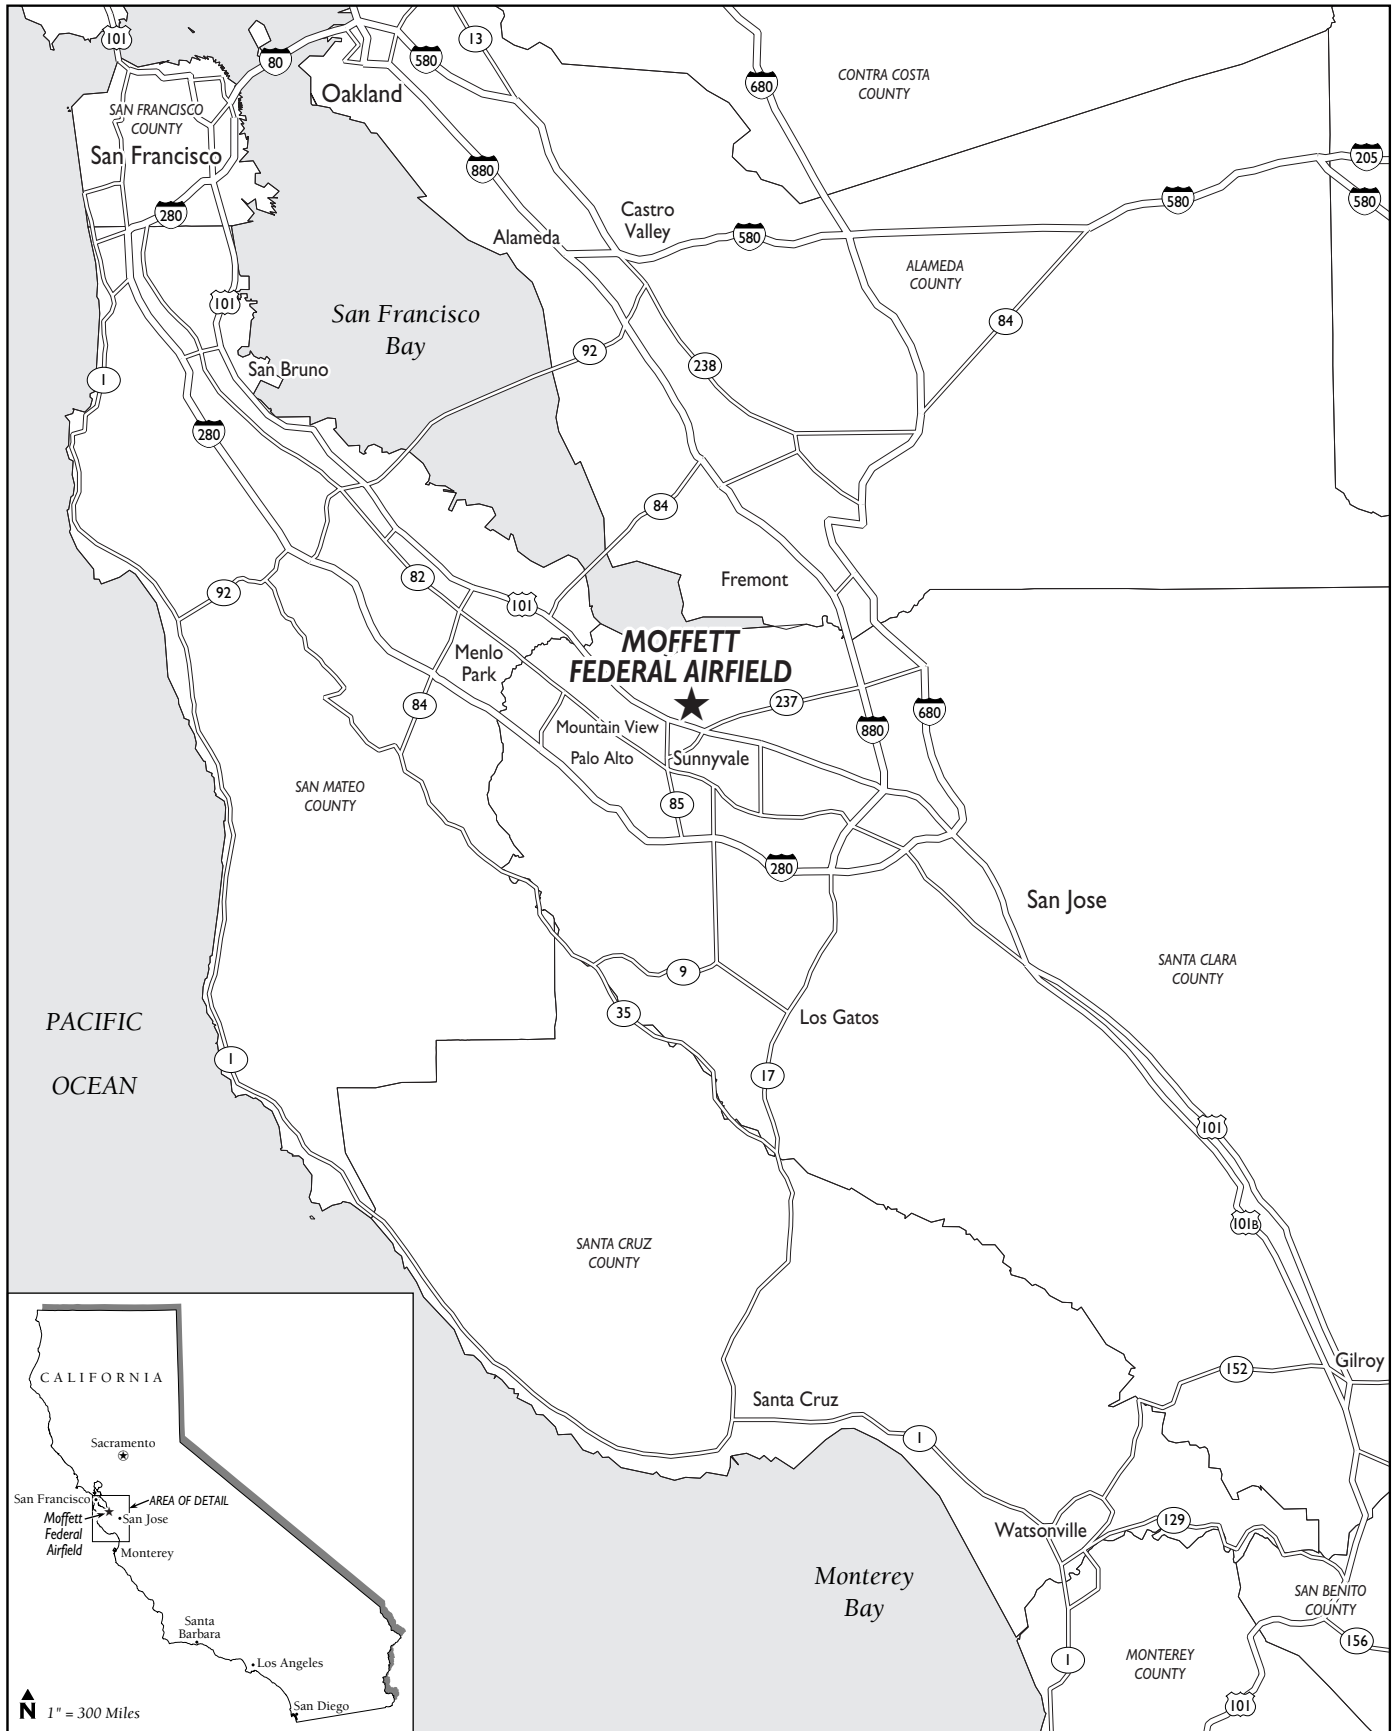 101
80
580
13
680
CONTRA COSTA
COUNTY
Oakland
SAN FRANCISCO
COUNTY
San Francisco
880
205
580
580
280
Castro
Valley
Alameda
580
ALAMEDA
COUNTY
101
San Francisco
Bay
84
92
238
San Bruno
1
280
84
82
Fremont
92
101
MOFFETT
FEDERAL AIRFIELD
Menlo
Park
84
237
680
880
Mountain View
Palo Alto
Sunnyvale
SAN MATEO
COUNTY
85
280
San Jose
SANTA CLARA
COUNTY
9
35
Los Gatos
PACIFIC
OCEAN
1
17
101
101B
SANTA CRUZ
COUNTY
152
Gilroy
Santa Cruz
1
Watsonville
129
Monterey
Bay
SAN BENITO
COUNTY
156
MONTEREY
COUNTY
1
101
CALIFORNIA
Sacramento
San Francisco
AREA OF DETAIL
Moffett
Federal
Airfield
San Jose
Monterey
Santa
Barbara
Los Angeles
San Diego
N
1" = 300 Miles